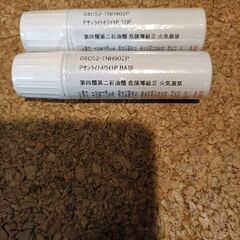 08C52-TNH902P
PサンライトホワイトP TOP
第四類第二石油類 危険等級Ⅲ 火気厳禁
08C52-TNH902P
PサンライトホワイトP BASE
第四類第二石油類 危険等級Ⅲ 火気厳禁